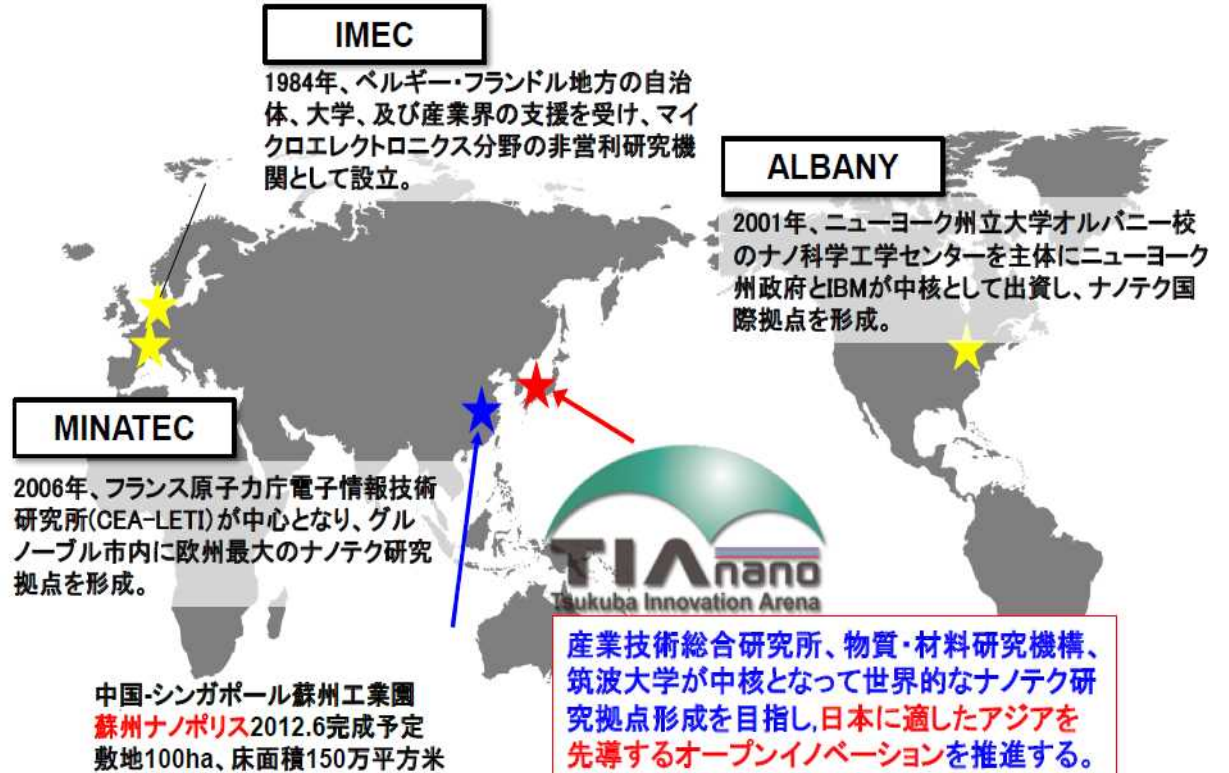 IMEC
1984年、ベルギー・フランドル地方の自治
体、大学、及び産業界の支援を受け、マイ
クロエレクトロニクス分野の非営利研究機
関として設立。
ALBANY
2001年、ニューヨーク州立大学オルバニー校
のナノ科学工学センターを主体にニューヨーク
州政府とIBMが中核として出資し、ナノテク国
際拠点を形成。
MINATEC
2006年、フランス原子力庁電子情報技術
研究所(CEA-LETI)が中心となり、グル
ノーブル市内に欧州最大のナノテク研究
拠点を形成。
TIA nano
Tsukuba Innovation Arena
中国-シンガポール蘇州工業園
蘇州ナノポリス2012.6完成予定
敷地100ha、床面積150万平方米
産業技術総合研究所、物質・材料研究機構、
筑波大学が中核となって世界的なナノテク研
究拠点形成を目指し,日本に適したアジアを
先導するオープンイノベーションを推進する。